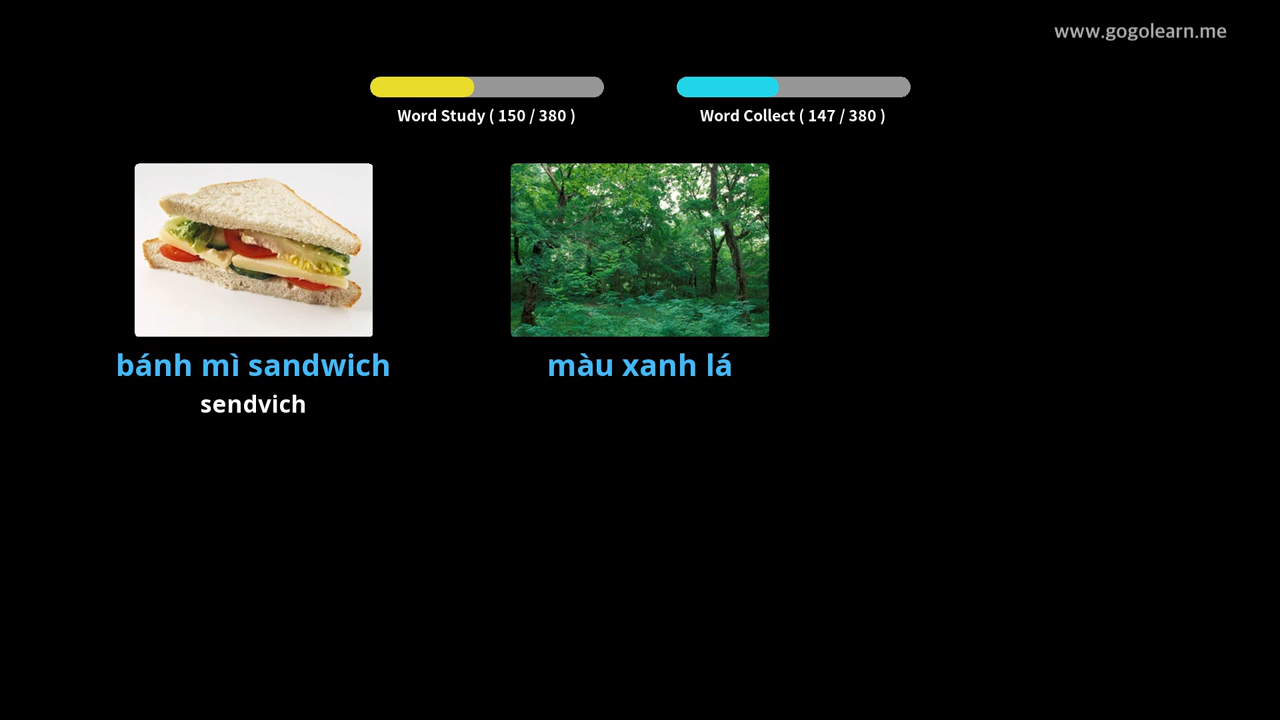 www.gogolearn.me
Word Study ( 150 / 380 )
Word Collect ( 147 / 380 )
bánh mì sandwich
sendvich
màu xanh lá